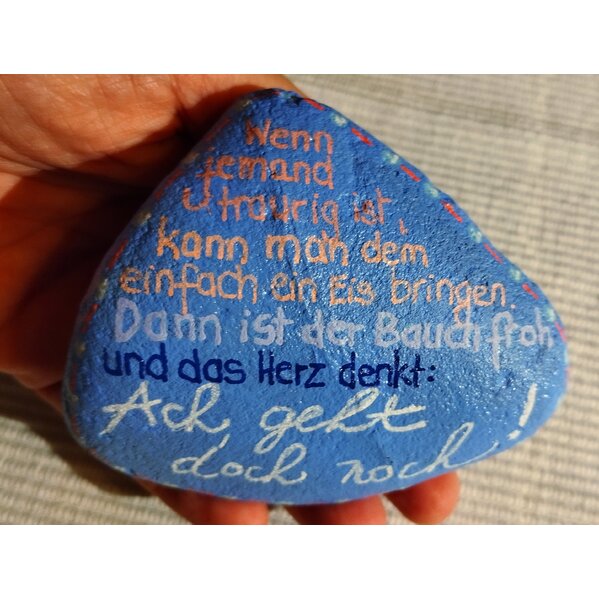 Wenn
jemand
traurig ist,
kann man dem
einfach ein Eis bringen.
Dann ist der Bauch froh
und das Herz denkt:
Ach geht
doch noch!